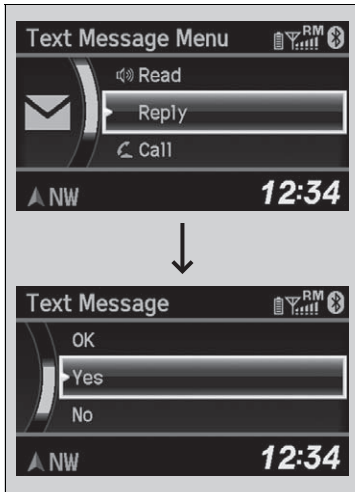 Text Message Menu RM
Read
Reply
Call
NW 12:34
Text Message RM
OK
Yes
No
NW 12:34